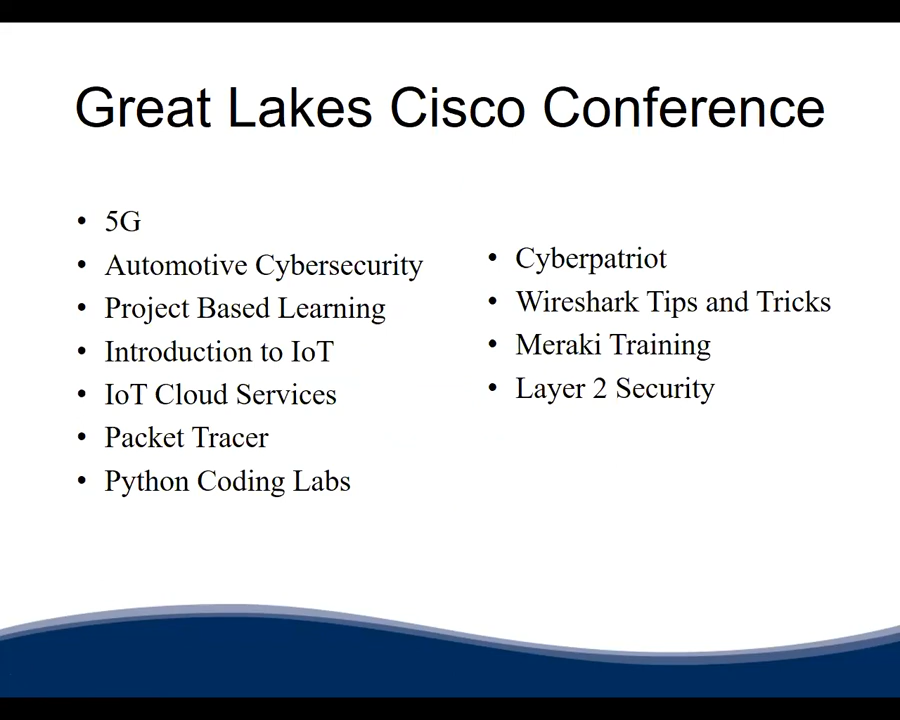 Great Lakes Cisco Conference
• 5G
• Automotive Cybersecurity
• Project Based Learning
• Introduction to IoT
• IoT Cloud Services
• Packet Tracer
• Python Coding Labs
• Cyberpatriot
• Wireshark Tips and Tricks
• Meraki Training
• Layer 2 Security